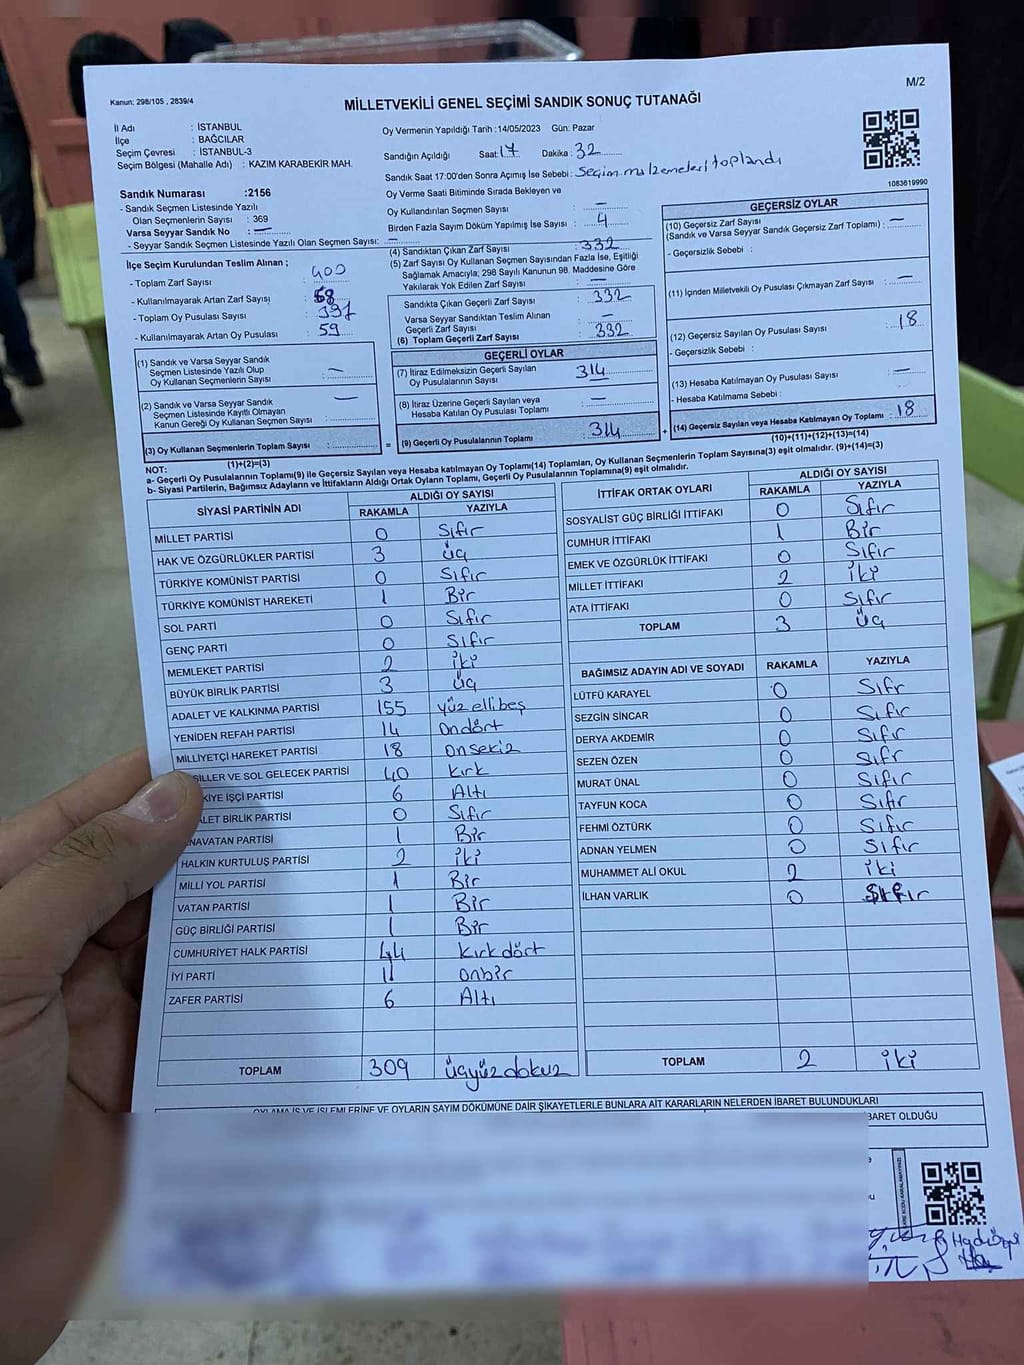 Kanun: 298/105 , 2839/4
M/2
MİLLETVEKİLİ GENEL SEÇİMİ SANDIK SONUÇ TUTANAĞI
İl Adı : İSTANBUL
İlçe : BAĞCILAR
Seçim Çevresi : İSTANBUL-3
Seçim Bölgesi (Mahalle Adı) : KAZIM KARABEKİR MAH.
Oy Vermenin Yapıldığı Tarih :14/05/2023 Gün: Pazar
Sandığın Açıldığı Saat: 17 Dakika: 32
Sandık Saat 17:00'den Sonra Açılmış İse Sebebi : Seçim malzemeleri toplandı
1083619990
Sandık Numarası :2156
- Sandık Seçmen Listesinde Yazılı
Olan Seçmenlerin Sayısı : 369
Varsa Seyyar Sandık No : —
- Seyyar Sandık Seçmen Listesinde Yazılı Olan Seçmen Sayısı: —
Oy Verme Saati Bitiminde Sırada Bekleyen ve
Oy Kullandırılan Seçmen Sayısı : —
Birden Fazla Sayım Döküm Yapılmış İse Sayısı : 4
İlçe Seçim Kurulundan Teslim Alınan ;
- Toplam Zarf Sayısı : 400
- Kullanılmayarak Artan Zarf Sayısı : 68
- Toplam Oy Pusulası Sayısı : 391
- Kullanılmayarak Artan Oy Pusulası : 59
(4) Sandıktan Çıkan Zarf Sayısı : 332
(5) Zarf Sayısı Oy Kullanan Seçmen Sayısından Fazla İse, Eşitliği
Sağlamak Amacıyla; 298 Sayılı Kanunun 98. Maddesine Göre
Yakılarak Yok Edilen Zarf Sayısı : —
Sandıkta Çıkan Geçerli Zarf Sayısı : 332
Varsa Seyyar Sandıktan Teslim Alınan
Geçerli Zarf Sayısı : —
(6) Toplam Geçerli Zarf Sayısı : 332
GEÇERSİZ OYLAR
(10) Geçersiz Zarf Sayısı
(Sandık ve Varsa Seyyar Sandık Geçersiz Zarf Toplamı) : —
- Geçersizlik Sebebi :
(11) İçinden Milletvekili Oy Pusulası Çıkmayan Zarf Sayısı : —
(12) Geçersiz Sayılan Oy Pusulası Sayısı : 18
- Geçersizlik Sebebi :
(13) Hesaba Katılmayan Oy Pusulası Sayısı : —
- Hesaba Katılmama Sebebi :
(14) Geçersiz Sayılan veya Hesaba Katılmayan Oy Toplamı : 18
(10)+(11)+(12)+(13)=(14)
(1) Sandık ve Varsa Seyyar Sandık
Seçmen Listesinde Yazılı Olup
Oy Kullanan Seçmenlerin Sayısı : —
(2) Sandık ve Varsa Seyyar Sandık
Seçmen Listesinde Kayıtlı Olmayan
Kanun Gereği Oy Kullanan Seçmen Sayısı : —
(3) Oy Kullanan Seçmenlerin Toplam Sayısı :
(1)+(2)=(3)
GEÇERLİ OYLAR
(7) İtiraz Edilmeksizin Geçerli Sayılan
Oy Pusulalarının Sayısı : 314
(8) İtiraz Üzerine Geçerli Sayılan veya
Hesaba Katılan Oy Pusulası Toplamı : —
= (9) Geçerli Oy Pusulalarının Toplamı : 314 +
NOT:
a- Geçerli Oy Pusulalarının Toplamı(9) ile Geçersiz Sayılan veya Hesaba katılmayan Oy Toplamı(14) Toplamları, Oy Kullanan Seçmenlerin Toplam Sayısına(3) eşit olmalıdır. (9)+(14)=(3)
b- Siyasi Partilerin, Bağımsız Adayların ve İttifakların Aldığı Ortak Oyların Toplamı, Geçerli Oy Pusulalarının Toplamına(9) eşit olmalıdır.
SİYASİ PARTİNİN ADI ALDIĞI OY SAYISI
RAKAMLA YAZIYLA
MİLLET PARTİSİ 0 Sıfır
HAK VE ÖZGÜRLÜKLER PARTİSİ 3 üç
TÜRKİYE KOMÜNİST PARTİSİ 0 Sıfır
TÜRKİYE KOMÜNİST HAREKETİ 1 Bir
SOL PARTİ 0 Sıfır
GENÇ PARTİ 0 Sıfır
MEMLEKET PARTİSİ 2 iki
BÜYÜK BİRLİK PARTİSİ 3 üç
ADALET VE KALKINMA PARTİSİ 155 yüz elli beş
YENİDEN REFAH PARTİSİ 14 ondört
MİLLİYETÇİ HAREKET PARTİSİ 18 onsekiz
SİLLER VE SOL GELECEK PARTİSİ 40 kırk
KİYE İŞÇİ PARTİSİ 6 Altı
LET BİRLİK PARTİSİ 0 Sıfır
NAVATAN PARTİSİ 1 Bir
HALKIN KURTULUŞ PARTİSİ 2 iki
MİLLİ YOL PARTİSİ 1 Bir
VATAN PARTİSİ 1 Bir
GÜÇ BİRLİĞİ PARTİSİ 1 Bir
CUMHURİYET HALK PARTİSİ 44 kırk dört
İYİ PARTİ 11 onbir
ZAFER PARTİSİ 6 Altı
TOPLAM 309 üçyüz dokuz
İTTİFAK ORTAK OYLARI ALDIĞI OY SAYISI
RAKAMLA YAZIYLA
SOSYALİST GÜÇ BİRLİĞİ İTTİFAKI 0 Sıfır
CUMHUR İTTİFAKI 1 Bir
EMEK VE ÖZGÜRLÜK İTTİFAKI 0 Sıfır
MİLLET İTTİFAKI 2 iki
ATA İTTİFAKI 0 Sıfır
TOPLAM 3 üç
BAĞIMSIZ ADAYIN ADI VE SOYADI RAKAMLA YAZIYLA
LÜTFÜ KARAYEL 0 Sıfr
SEZGİN SİNCAR 0 Sıfır
DERYA AKDEMİR 0 Sıfır
SEZEN ÖZEN 0 Sıfr
MURAT ÜNAL 0 Sıfır
TAYFUN KOCA 0 Sıfır
FEHMİ ÖZTÜRK 0 Sıfır
ADNAN YELMEN 0 Sıfır
MUHAMMET ALİ OKUL 2 iki
İLHAN VARLIK 0 Sıfır
TOPLAM 2 iki
OYLAMA İŞ VE İŞLEMLERİNE VE OYLARIN SAYIM DÖKÜMÜNE DAİR ŞİKAYETLERLE BUNLARA AİT KARARLARIN NELERDEN İBARET BULUNDUKLARI
BARET OLDUĞU